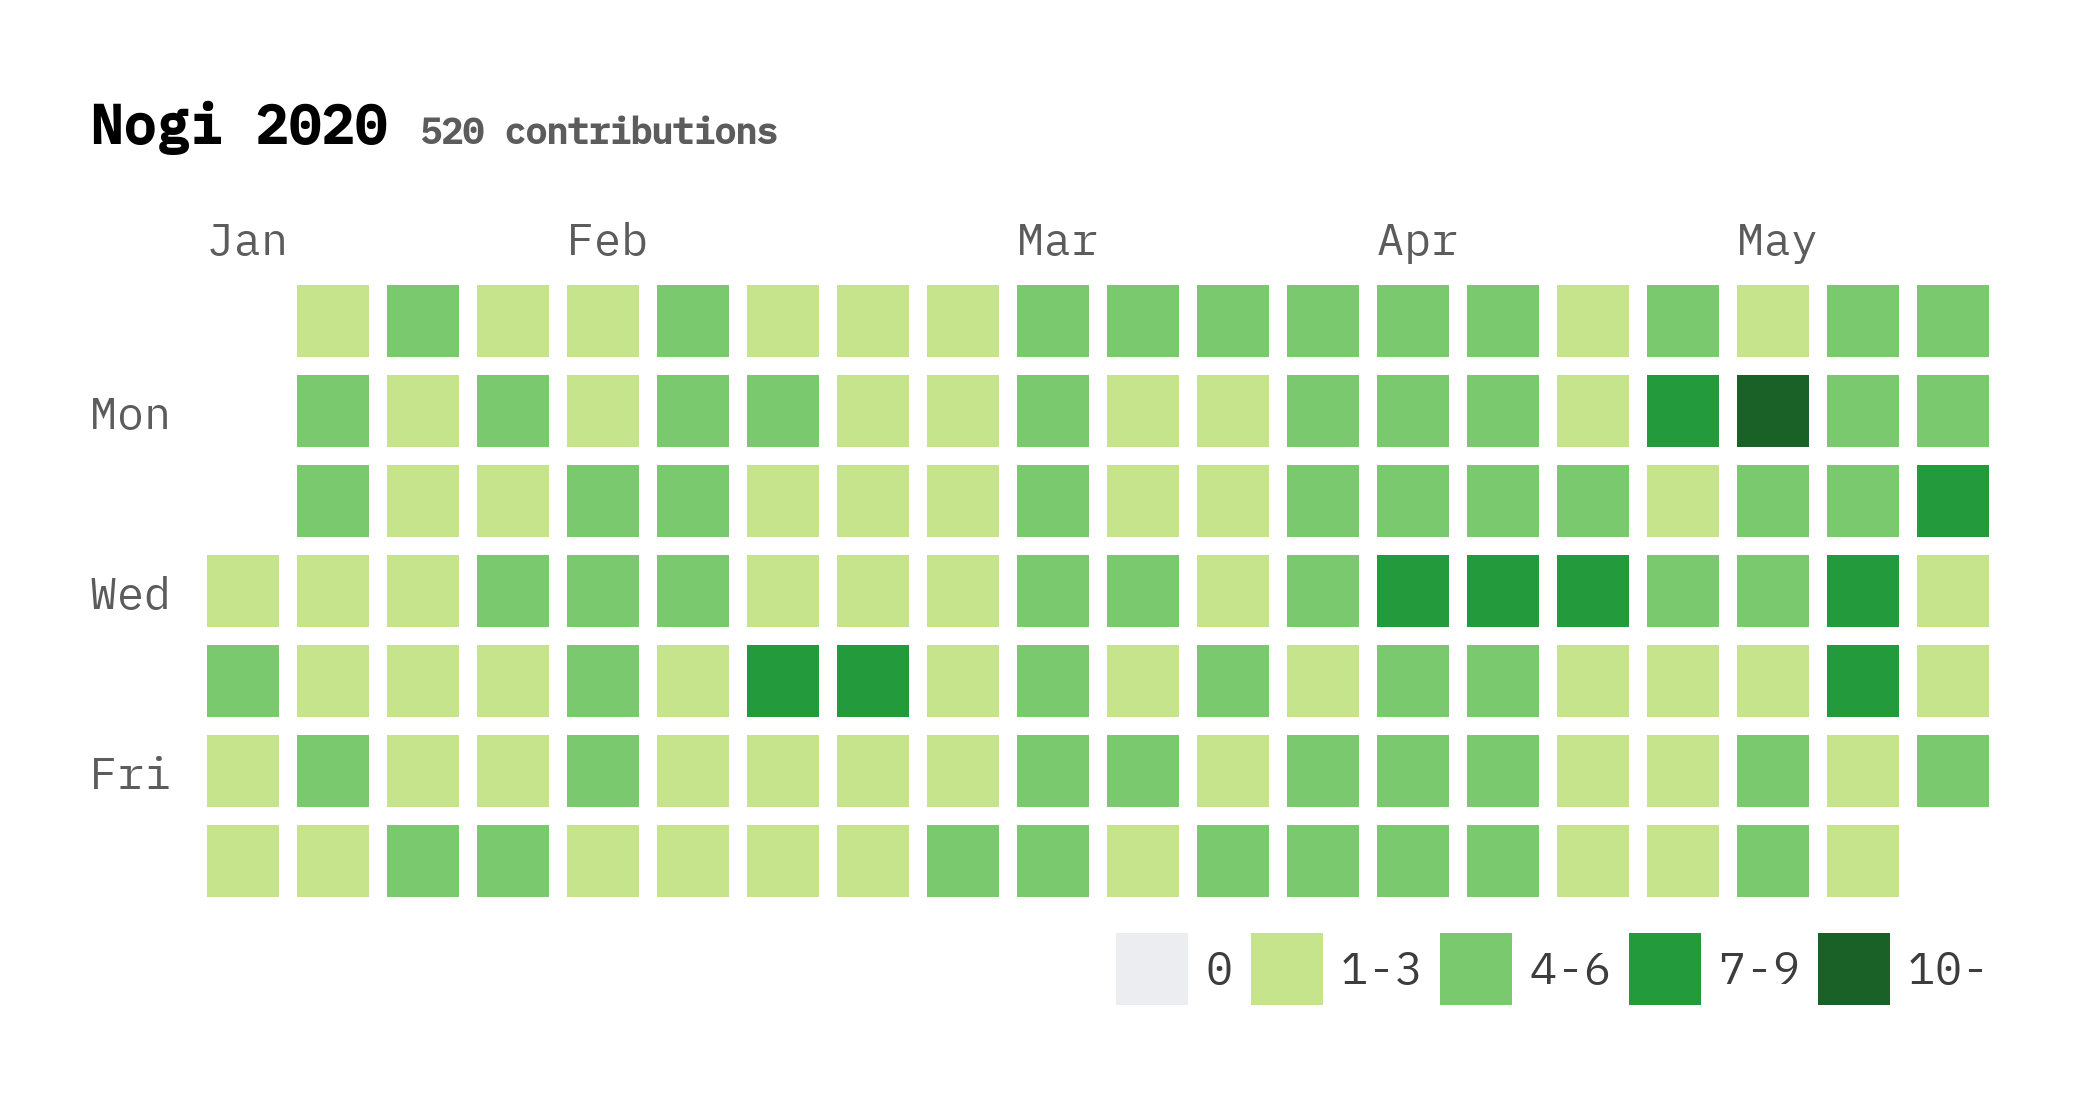 Nogi 2020 520 contributions
Jan Feb Mar Apr May
Mon
Wed
Fri
0 1-3 4-6 7-9 10-